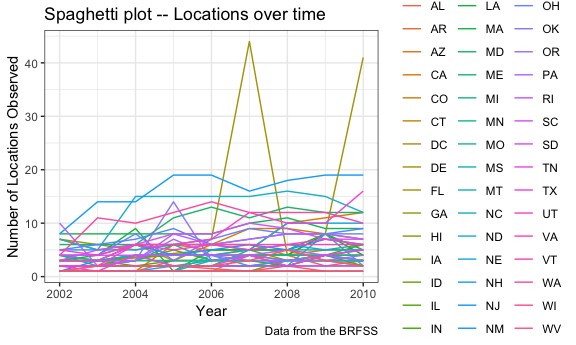 Spaghetti plot -- Locations over time
Number of Locations Observed
40
30
20
10
0
2002 2004 2006 2008 2010
Year
Data from the BRFSS
AL LA OH
AR MA OK
AZ MD OR
CA ME PA
CO MI RI
CT MN SC
DC MO SD
DE MS TN
FL MT TX
GA NC UT
HI ND VA
IA NE VT
ID NH WA
IL NJ WI
IN NM WV